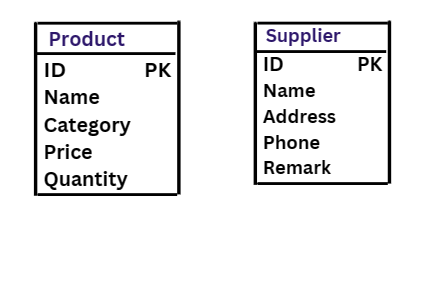 Product
ID PK
Name
Category
Price
Quantity
Supplier
ID PK
Name
Address
Phone
Remark